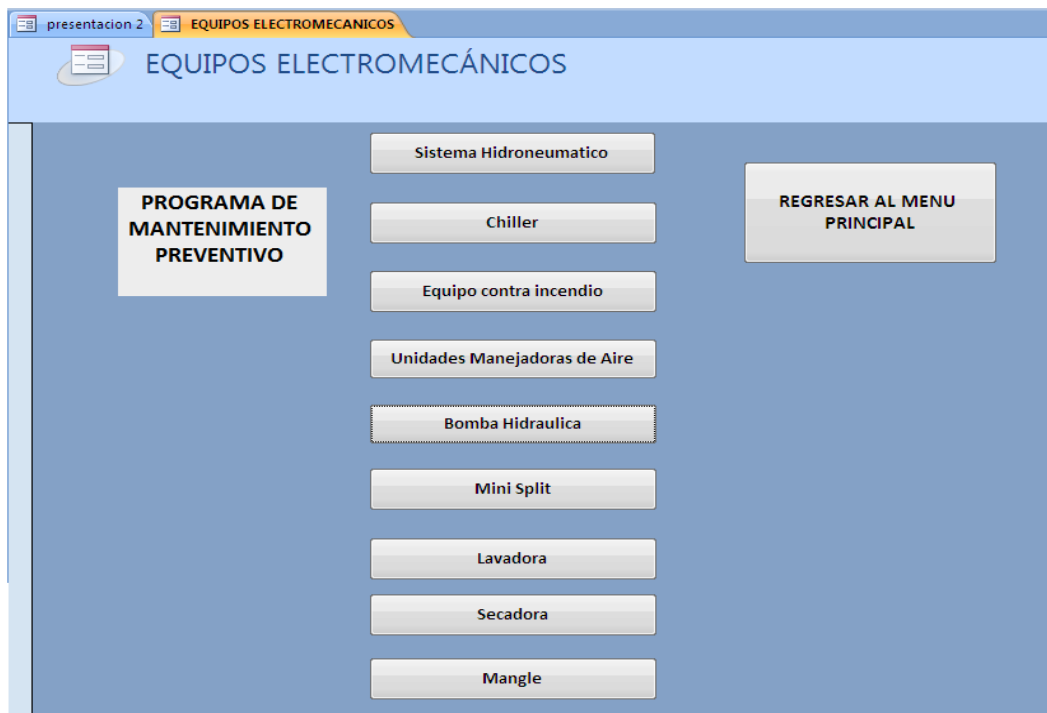 presentacion 2
EQUIPOS ELECTROMECANICOS
EQUIPOS ELECTROMECÁNICOS
PROGRAMA DE
MANTENIMIENTO
PREVENTIVO
Sistema Hidroneumatico
Chiller
Equipo contra incendio
Unidades Manejadoras de Aire
Bomba Hidraulica
Mini Split
Lavadora
Secadora
Mangle
REGRESAR AL MENU
PRINCIPAL